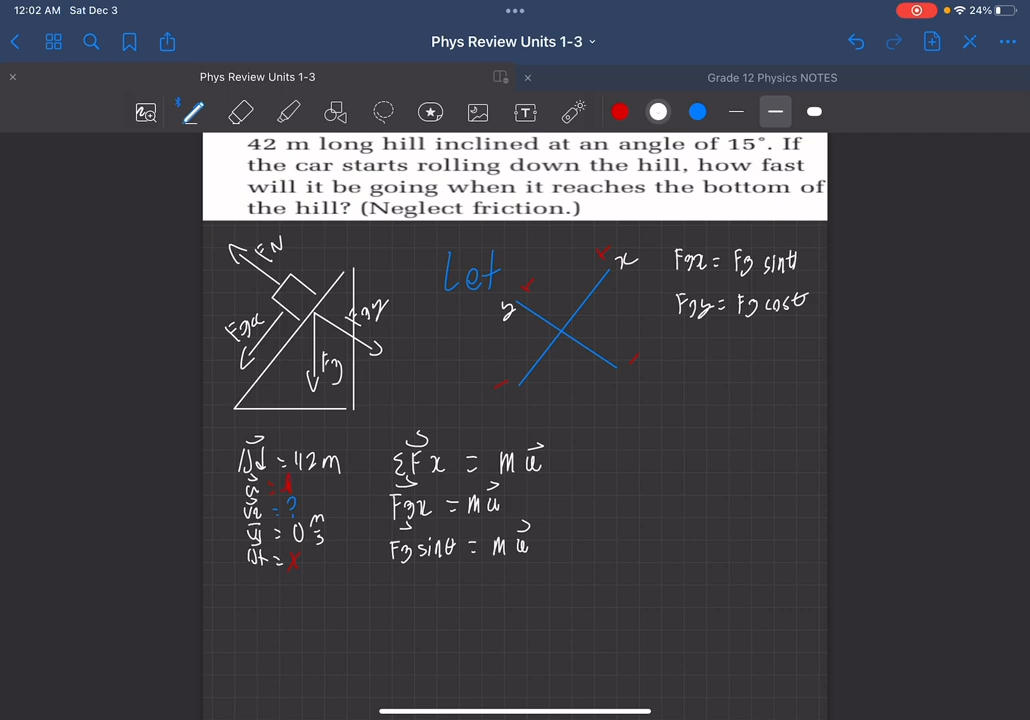 12:02 AM Sat Dec 3
24%
Phys Review Units 1-3
Phys Review Units 1-3
Grade 12 Physics NOTES
42 m long hill inclined at an angle of 15°. If
the car starts rolling down the hill, how fast
will it be going when it reaches the bottom of
the hill? (Neglect friction.)
FN
Fgx
Fg
Fgy
Let
y
x
Fgx = Fg sinθ
Fgy = Fg cosθ
Δd = 42m
a =
v2 = ?
v1 = 0 m/s
Δt = X
ΣFx = ma
Fgx = ma
Fg sinθ = ma